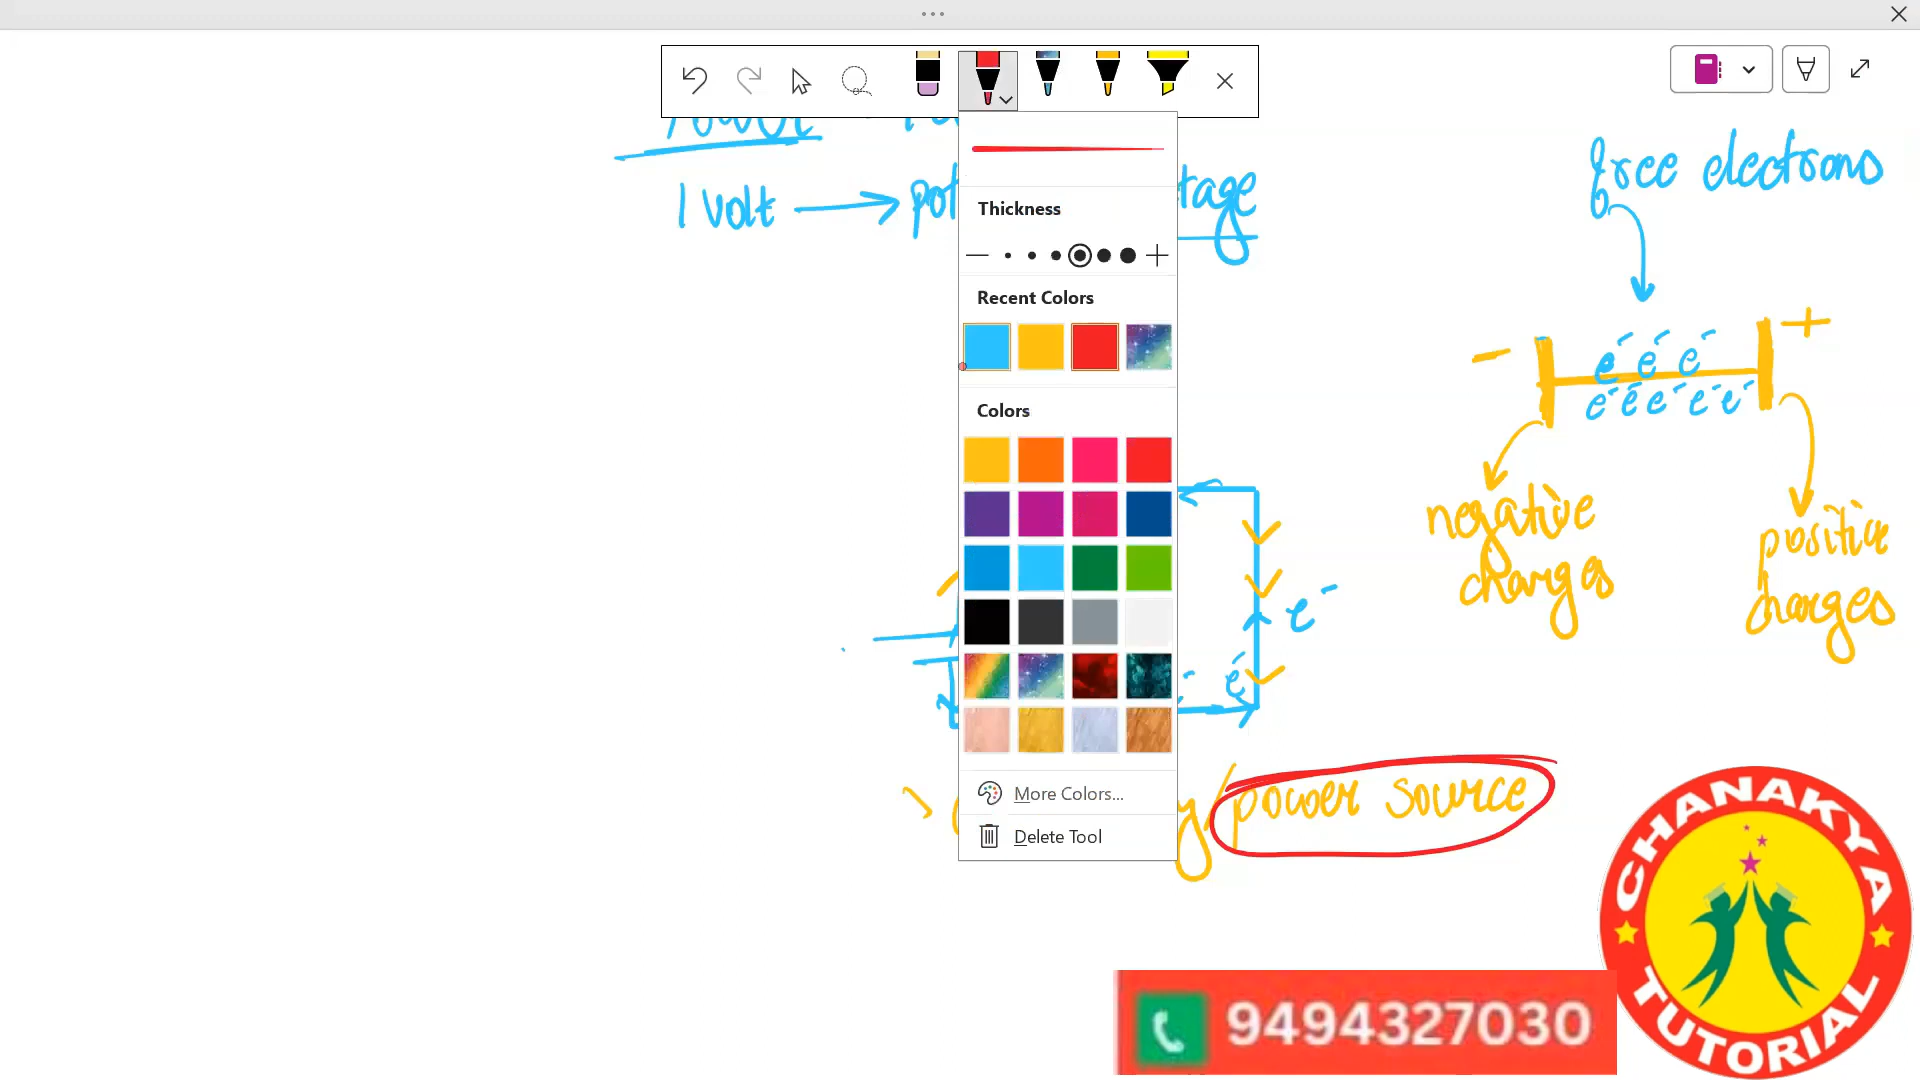 free electrons
1 volt → pot
tage
Thickness
Recent Colors
Colors
More Colors...
Delete Tool
− +
e⁻ e⁻ e⁻
e⁻ e⁻ e⁻ e⁻ e⁻
negative
charges
positive
charges
e⁻
e⁻
y/power source
CHANAKYA
TUTORIAL
9494327030